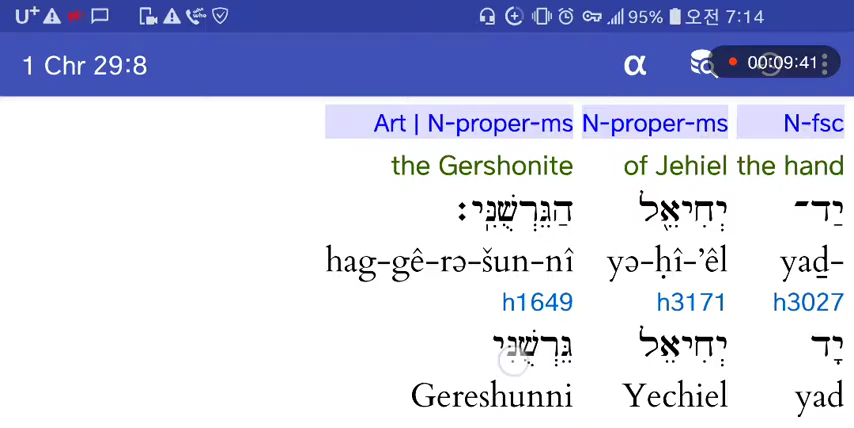 U+ 95% 오전 7:14
1 Chr 29:8 α 00:09:41
Art | N-proper-ms N-proper-ms N-fsc
the Gershonite of Jehiel the hand
יַד־ יְחִיאֵ֖ל הַגֵּרְשֻׁנִּֽי׃
hag-gê-rə-šun-nî yə-ḥî-’êl yaḏ-
h1649 h3171 h3027
יָד יְחִיאֵל גֵּרְשֻׁנִּי
Gereshunni Yechiel yad